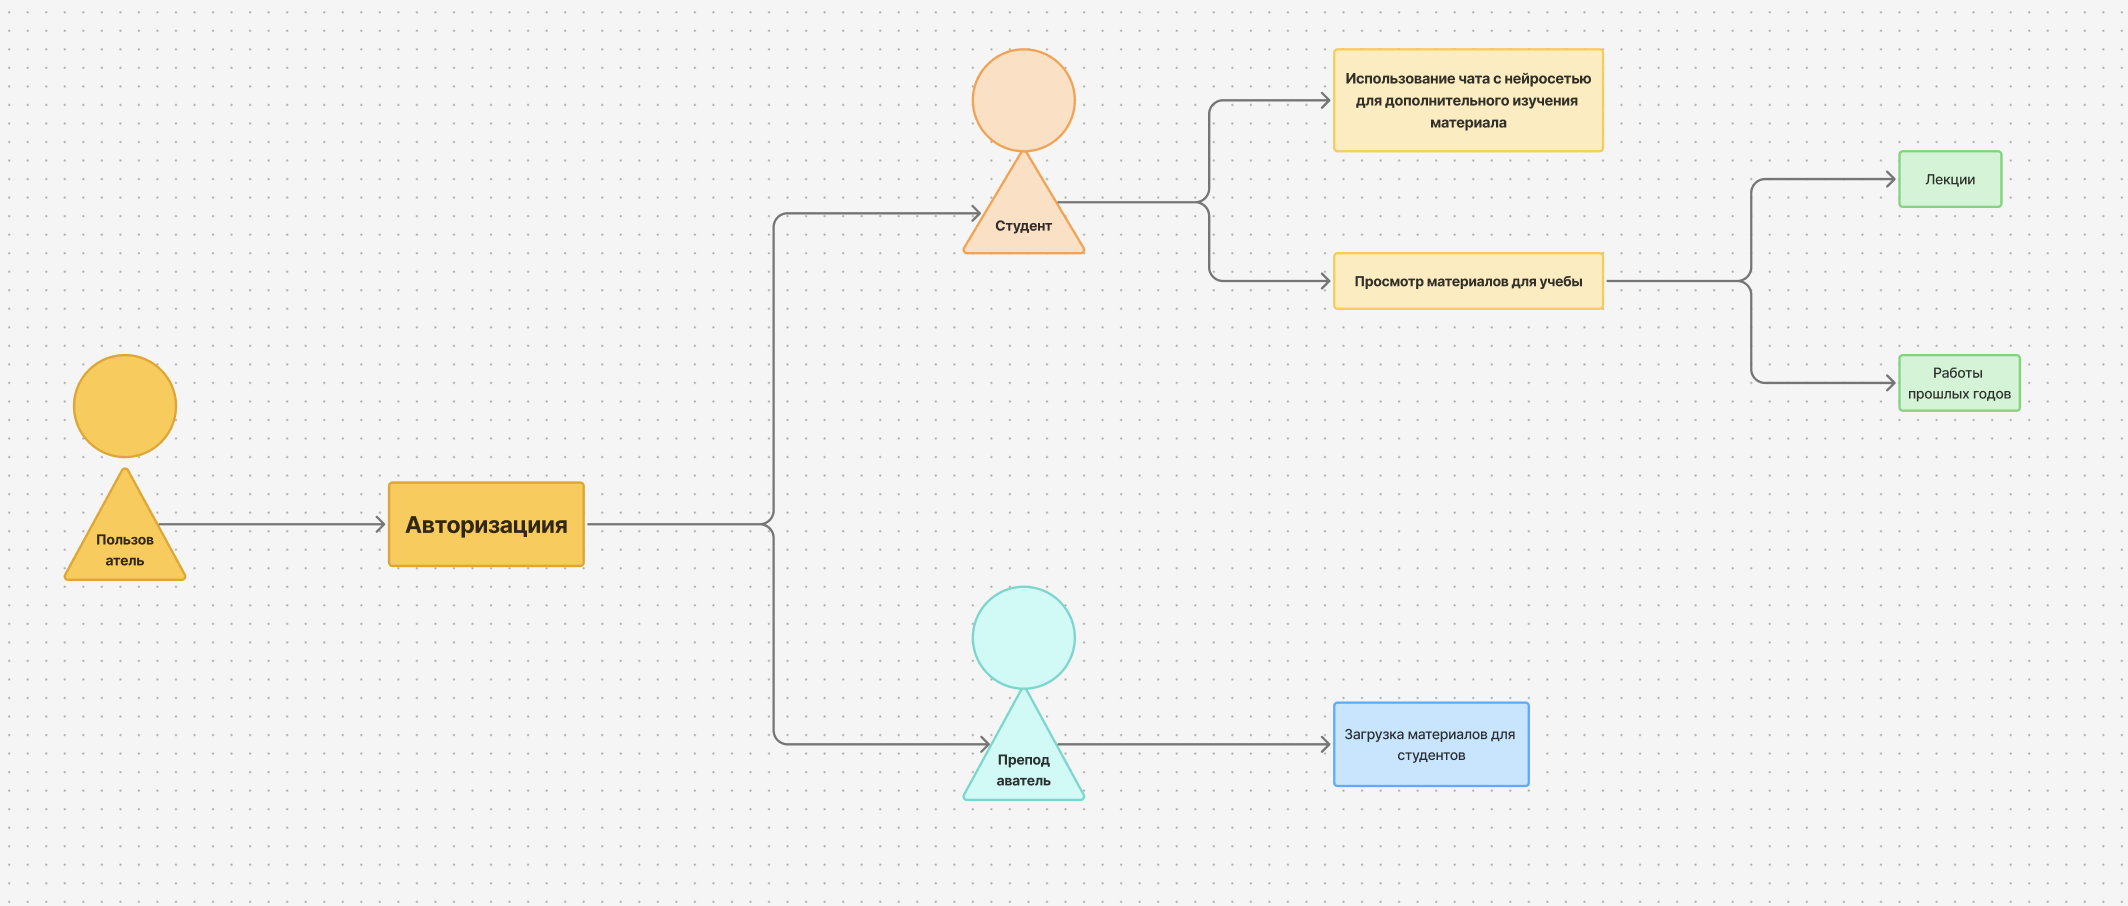 Использование чата с нейросетью
для дополнительного изучения
материала
Лекции
Студент
Просмотр материалов для учебы
Работы
прошлых годов
Пользов
атель
Авторизациия
Препод
аватель
Загрузка материалов для
студентов